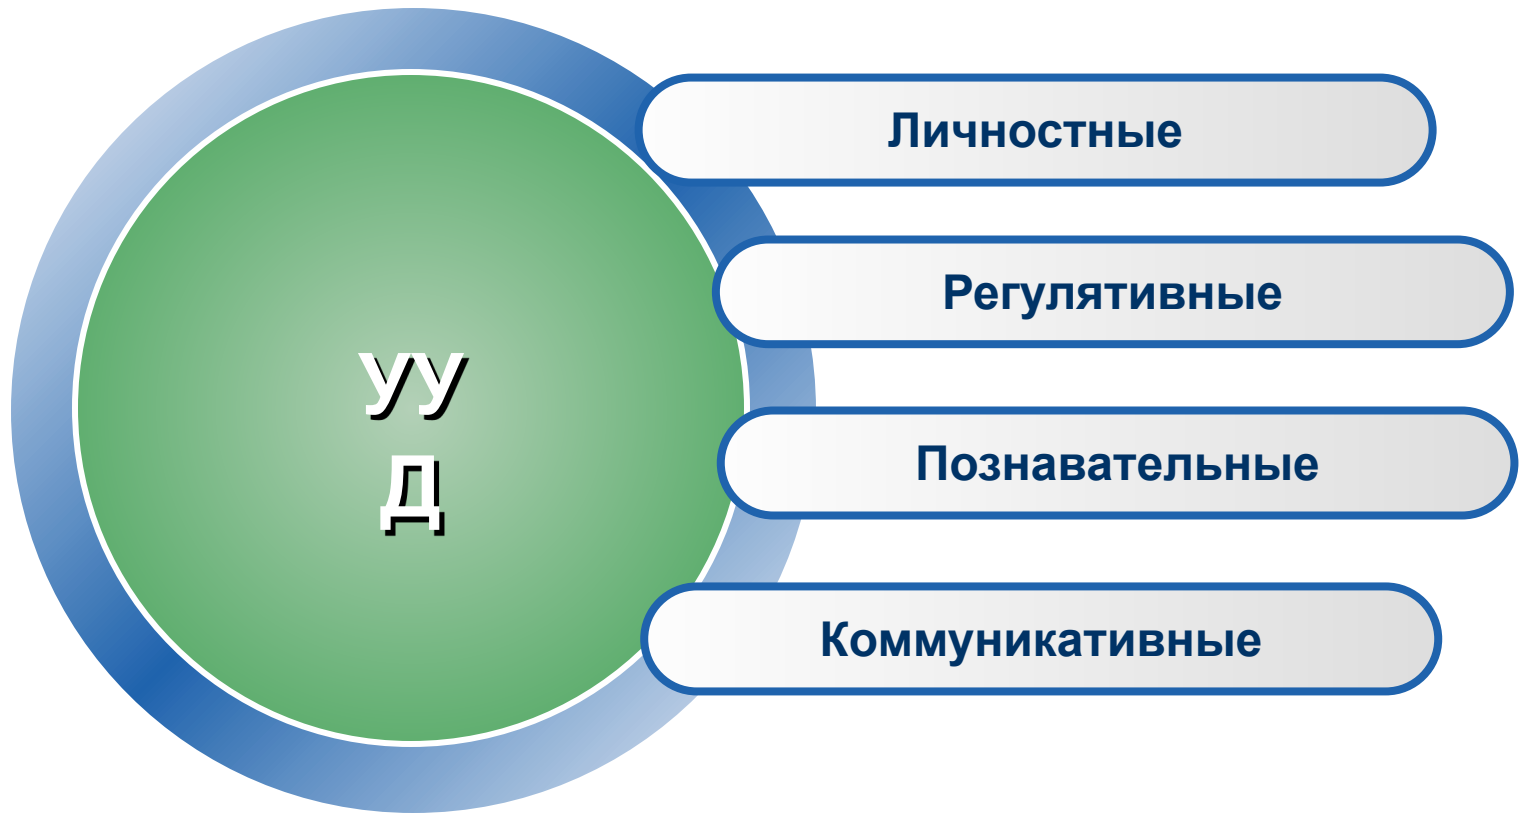 УУ
Д
Личностные
Регулятивные
Познавательные
Коммуникативные